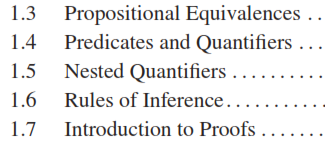 1.3 Propositional Equivalences ..
1.4 Predicates and Quantifiers ...
1.5 Nested Quantifiers ..........
1.6 Rules of Inference...........
1.7 Introduction to Proofs .......